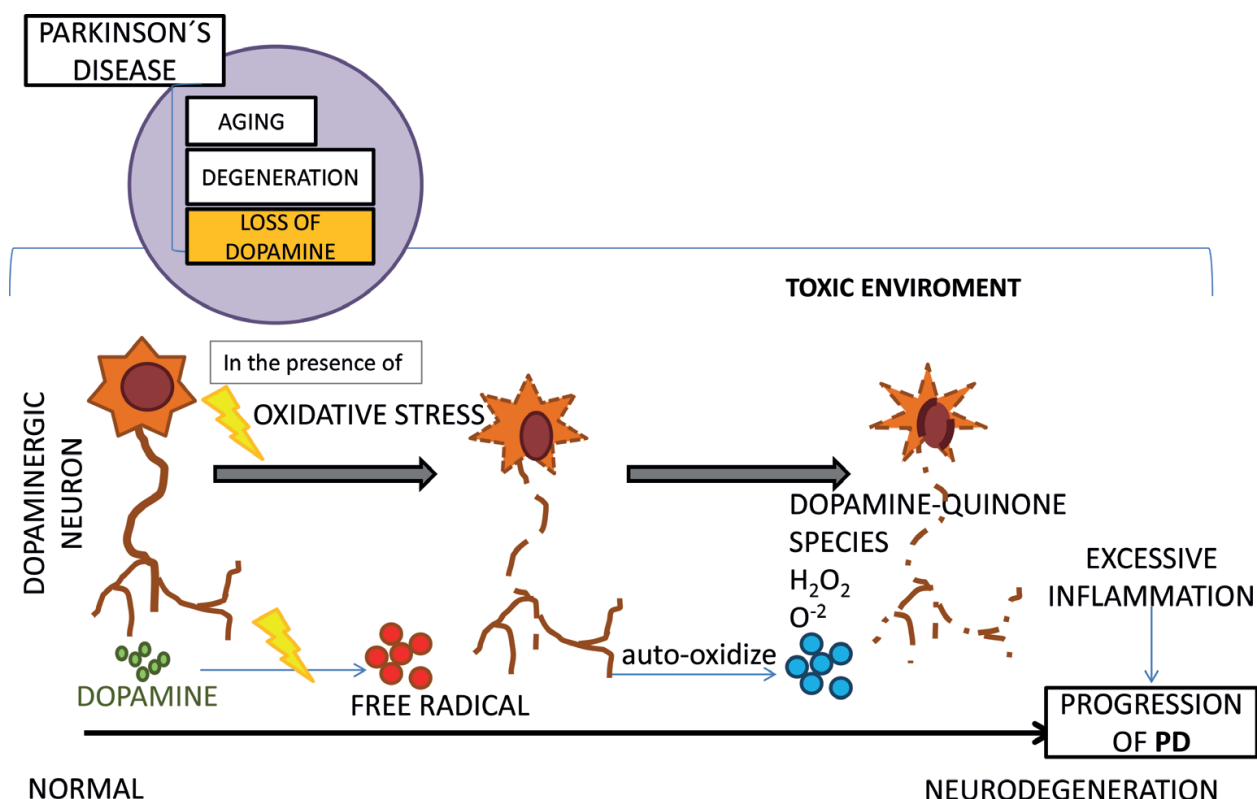 PARKINSON´S
DISEASE
AGING
DEGENERATION
LOSS OF
DOPAMINE
TOXIC ENVIROMENT
In the presence of
OXIDATIVE STRESS
DOPAMINERGIC
NEURON
DOPAMINE-QUINONE
SPECIES
H₂O₂
O⁻²
EXCESSIVE
INFLAMMATION
auto-oxidize
DOPAMINE
FREE RADICAL
PROGRESSION
OF PD
NORMAL
NEURODEGENERATION